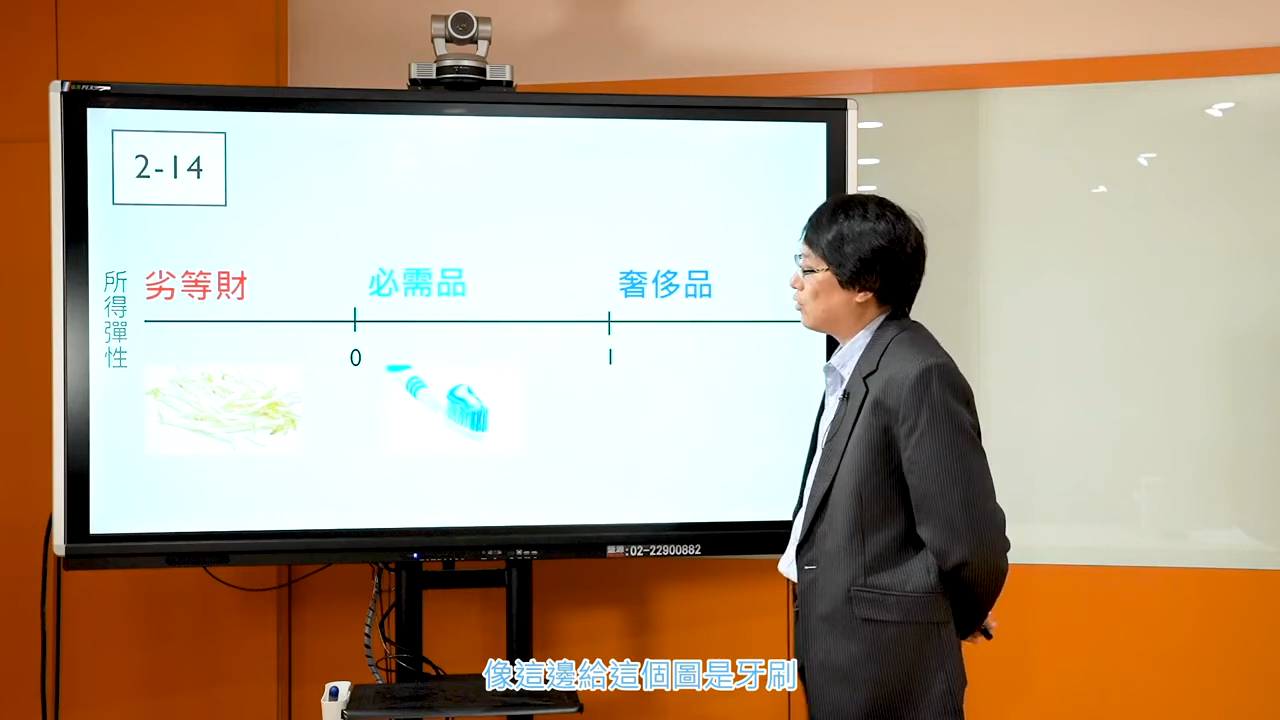 2-14
所得彈性
劣等財
必需品
奢侈品
0
1
:02-22900882
像這邊給這個圖是牙刷